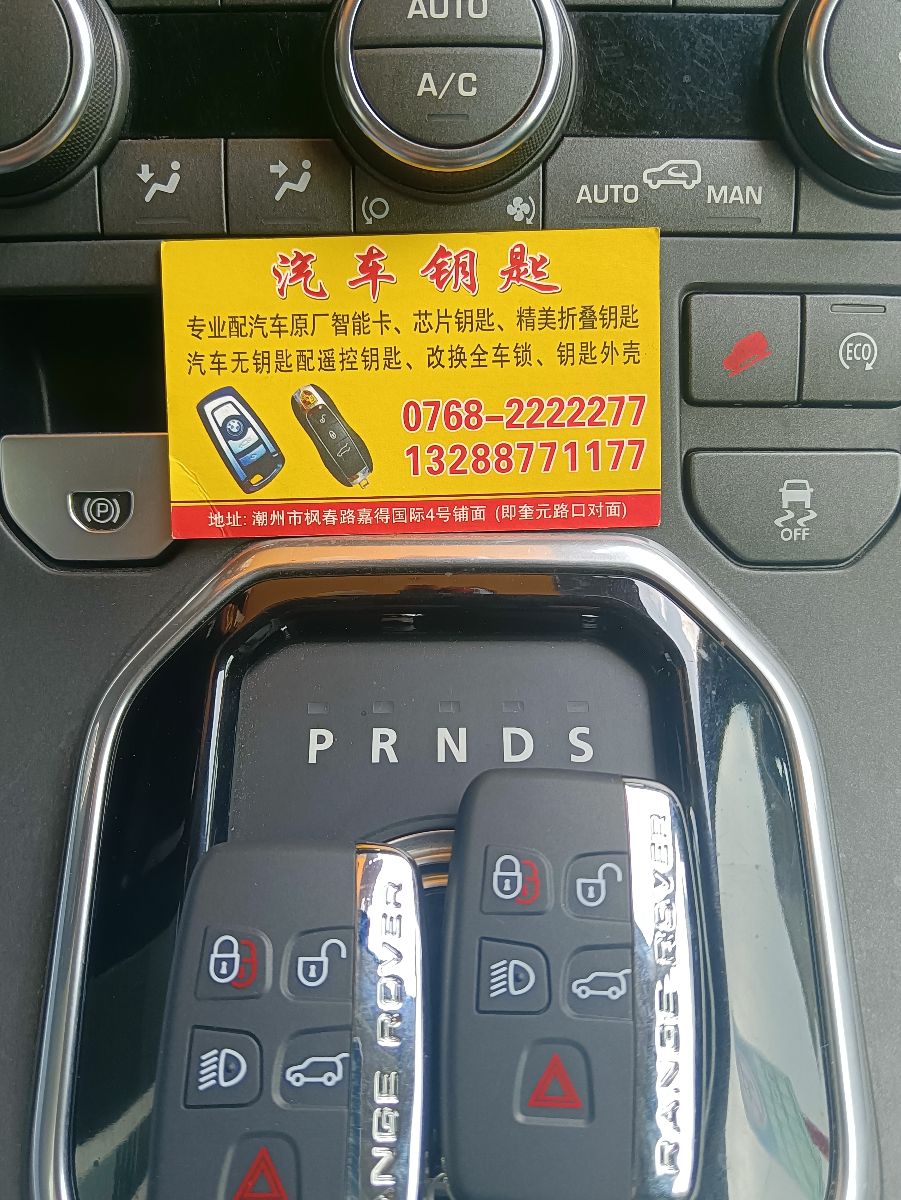 AUTO
A/C
AUTO MAN
汽车钥匙
专业配汽车原厂智能卡、芯片钥匙、精美折叠钥匙
汽车无钥匙配遥控钥匙、改换全车锁、钥匙外壳
0768-2222277
13288771177
地址: 潮州市枫春路嘉得国际4号铺面 (即奎元路口对面)
ECO
P
OFF
P R N D S
RANGE ROVER
RANGE ROVER